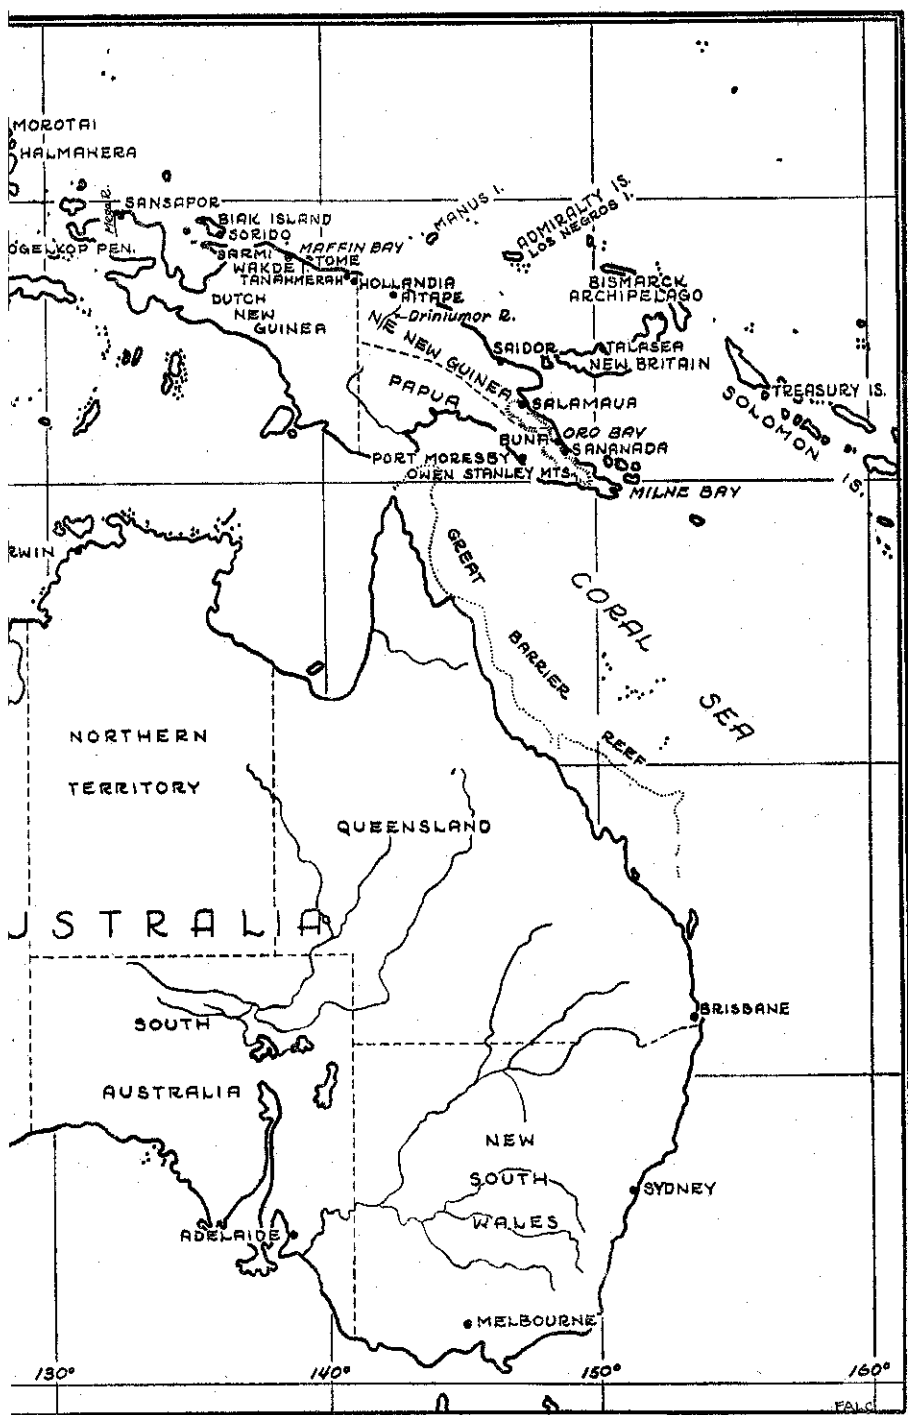 MOROTAI
HALMAHERA
SANSAPOR
Mega R.
BIAK ISLAND
SORIDO
MANUS I.
ADMIRALTY IS.
LOS NEGROS I.
OGELKOP PEN.
SARMI
MAFFIN BAY
WAKDE I.
TOME
TANAHMERAH
HOLLANDIA
AITAPE
Driniumor R.
BISMARCK
ARCHIPELAGO
DUTCH
NEW
GUINEA
N/E NEW GUINEA
SAIDOR
TALASEA
NEW BRITAIN
PAPUA
SALAMAUA
TREASURY IS.
SOLOMON IS.
BUNA
ORO BAY
SANANADA
PORT MORESBY
OWEN STANLEY MTS.
MILNE BAY
RWIN
GREAT
BARRIER
REEF
CORAL
SEA
NORTHERN
TERRITORY
QUEENSLAND
USTRALIA
SOUTH
AUSTRALIA
BRISBANE
NEW
SOUTH
WALES
SYDNEY
ADELAIDE
MELBOURNE
130° 140° 150° 160°
F.A.L.C.